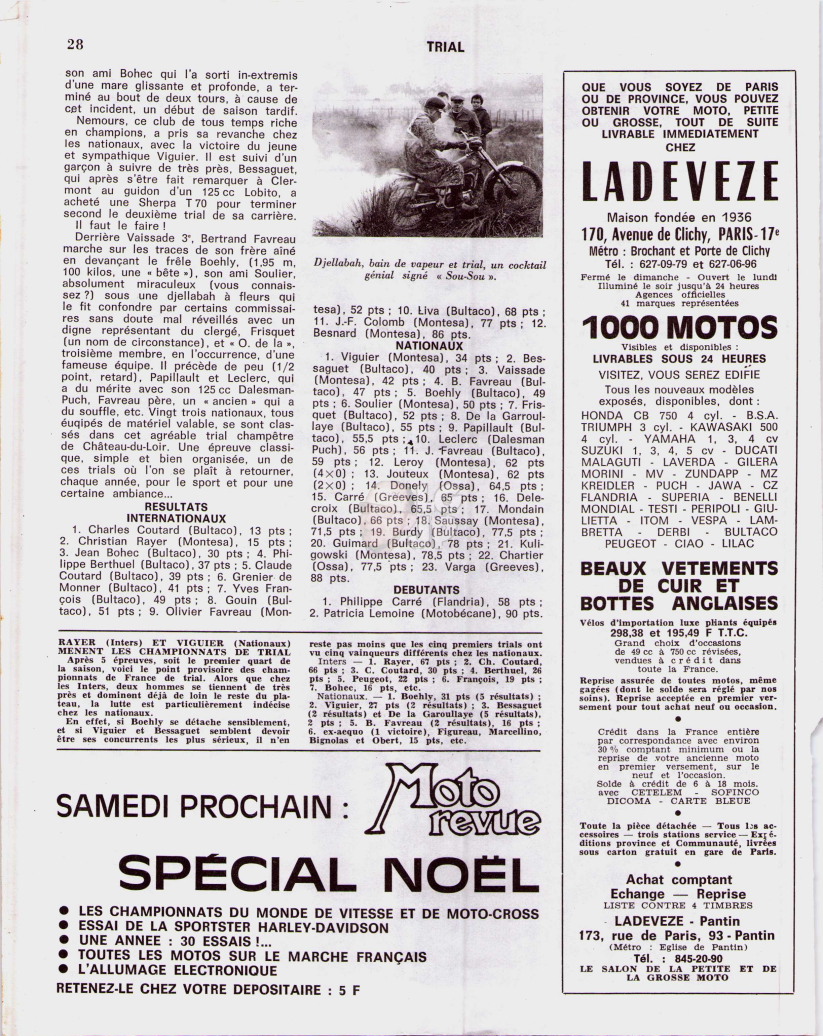 28
TRIAL
son ami Bohec qui l'a sorti in-extremis
d'une mare glissante et profonde, a ter-
miné au bout de deux tours, à cause de
cet incident, un début de saison tardif.
Nemours, ce club de tous temps riche
en champions, a pris sa revanche chez
les nationaux, avec la victoire du jeune
et sympathique Viguier. Il est suivi d'un
garçon à suivre de très près, Bessaguet,
qui après s'être fait remarquer à Cler-
mont au guidon d'un 125 cc Lobito, a
acheté une Sherpa T 70 pour terminer
second le deuxième trial de sa carrière.
Il faut le faire !
Derrière Vaissade 3e, Bertrand Favreau
marche sur les traces de son frère aîné
en devançant le frêle Boehly, (1,95 m,
100 kilos, une « bête »), son ami Soulier,
absolument miraculeux (vous connais-
sez ?) sous une djellabah à fleurs qui
le fit confondre par certains commissai-
res sans doute mal réveillés avec un
digne représentant du clergé, Frisquet
(un nom de circonstance), et « O. de la »,
troisième membre, en l'occurrence, d'une
fameuse équipe. Il précède de peu (1/2
point, retard), Papillault et Leclerc, qui
a du mérite avec son 125 cc Dalesman-
Puch, Favreau père, un « ancien » qui a
du souffle, etc. Vingt trois nationaux, tous
éuqipés de matériel valable, se sont clas-
sés dans cet agréable trial champêtre
de Château-du-Loir. Une épreuve classi-
que, simple et bien organisée, un de
ces trials où l'on se plaît à retourner,
chaque année, pour le sport et pour une
certaine ambiance...
RESULTATS
INTERNATIONAUX
1. Charles Coutard (Bultaco), 13 pts ;
2. Christian Rayer (Montesa), 15 pts ;
3. Jean Bohec (Bultaco), 30 pts ; 4. Phi-
lippe Berthuel (Bultaco), 37 pts ; 5. Claude
Coutard (Bultaco), 39 pts ; 6. Grenier de
Monner (Bultaco), 41 pts ; 7. Yves Fran-
çois (Bultaco), 49 pts ; 8. Gouin (Bul-
taco), 51 pts ; 9. Olivier Favreau (Mon-
Djellabah, bain de vapeur et trial, un cocktail
génial signé « Sou-Sou ».
tesa), 52 pts ; 10. Liva (Bultaco), 68 pts ;
11. J.-F. Colomb (Montesa), 77 pts ; 12.
Besnard (Montesa), 86 pts.
NATIONAUX
1. Viguier (Montesa), 34 pts ; 2. Bes-
saguet (Bultaco), 40 pts ; 3. Vaissade
(Montesa), 42 pts ; 4. B. Favreau (Bul-
taco), 47 pts ; 5. Boehly (Bultaco), 49
pts ; 6. Soulier (Montesa), 50 pts ; 7. Fris-
quet (Bultaco), 52 pts ; 8. De la Garroul-
laye (Bultaco), 55 pts ; 9. Papillault (Bul-
taco), 55,5 pts ; 10. Leclerc (Dalesman
Puch), 56 pts ; 11. J. Favreau (Bultaco),
59 pts ; 12. Leroy (Montesa), 62 pts
(4×0) ; 13. Jouteux (Montesa), 62 pts
(2×0) ; 14. Donely (Ossa), 64,5 pts ;
15. Carré (Greeves), 65 pts ; 16. Dele-
croix (Bultaco), 65,5 pts ; 17. Mondain
(Bultaco), 66 pts ; 18. Saussay (Montesa),
71,5 pts ; 19. Burdy (Bultaco), 77,5 pts ;
20. Guimard (Bultaco), 78 pts ; 21. Kuli-
gowski (Montesa), 78,5 pts ; 22. Chartier
(Ossa), 77,5 pts ; 23. Varga (Greeves),
88 pts.
DEBUTANTS
1. Philippe Carré (Flandria), 58 pts ;
2. Patricia Lemoine (Motobécane), 90 pts.
RAYER (Inters) ET VIGUIER (Nationaux)
MENENT LES CHAMPIONNATS DE TRIAL
Après 5 épreuves, soit le premier quart de
la saison, voici le point provisoire des cham-
pionnats de France de trial. Alors que chez
les Inters, deux hommes se tiennent de très
près et dominent déjà de loin le reste du pla-
teau, la lutte est particulièrement indécise
chez les nationaux.
En effet, si Boehly se détache sensiblement,
et si Viguier et Bessaguet semblent devoir
être ses concurrents les plus sérieux, il n'en
reste pas moins que les cinq premiers trials ont
vu cinq vainqueurs différents chez les nationaux.
Inters — 1. Rayer, 67 pts ; 2. Ch. Coutard,
66 pts ; 3. C. Coutard, 30 pts ; 4. Berthuel, 26
pts ; 5. Peugeot, 22 pts ; 6. François, 19 pts ;
7. Bohec, 16 pts, etc.
Nationaux. — 1. Boehly, 31 pts (5 résultats) ;
2. Viguier, 27 pts (2 résultats) ; 3. Bessaguet
(2 résultats) et De la Garoullaye (5 résultats),
2 pts ; 5. B. Favreau (2 résultats), 16 pts ;
6. ex-aequo (1 victoire), Figureau, Marcellino,
Bignolas et Obert, 15 pts, etc.
SAMEDI PROCHAIN :
Moto
revue
SPÉCIAL NOËL
● LES CHAMPIONNATS DU MONDE DE VITESSE ET DE MOTO-CROSS
● ESSAI DE LA SPORTSTER HARLEY-DAVIDSON
● UNE ANNEE : 30 ESSAIS !...
● TOUTES LES MOTOS SUR LE MARCHE FRANÇAIS
● L'ALLUMAGE ELECTRONIQUE
RETENEZ-LE CHEZ VOTRE DEPOSITAIRE : 5 F
QUE VOUS SOYEZ DE PARIS
OU DE PROVINCE, VOUS POUVEZ
OBTENIR VOTRE MOTO, PETITE
OU GROSSE, TOUT DE SUITE
LIVRABLE IMMEDIATEMENT
CHEZ
LADEVEZE
Maison fondée en 1936
170, Avenue de Clichy, PARIS-17e
Métro : Brochant et Porte de Clichy
Tél. : 627-09-79 et 627-06-96
Fermé le dimanche - Ouvert le lundi
Illuminé le soir jusqu'à 24 heures
Agences officielles
41 marques représentées
1000 MOTOS
Visibles et disponibles :
LIVRABLES SOUS 24 HEURES
VISITEZ, VOUS SEREZ EDIFIE
Tous les nouveaux modèles
exposés, disponibles, dont :
HONDA CB 750 4 cyl. - B.S.A.
TRIUMPH 3 cyl. - KAWASAKI 500
4 cyl. - YAMAHA 1, 3, 4 cv
SUZUKI 1, 3, 4, 5 cv - DUCATI
MALAGUTI - LAVERDA - GILERA
MORINI - MV - ZUNDAPP - MZ
KREIDLER - PUCH - JAWA - CZ
FLANDRIA - SUPERIA - BENELLI
MONDIAL - TESTI - PERIPOLI - GIU-
LIETTA - ITOM - VESPA - LAM-
BRETTA - DERBI - BULTACO
PEUGEOT - CIAO - LILAC
BEAUX VETEMENTS
DE CUIR ET
BOTTES ANGLAISES
Vélos d'importation luxe pliants équipés
298,38 et 195,49 F T.T.C.
Grand choix d'occasions
de 49 cc à 750 cc révisées,
vendues à crédit dans
toute la France.
Reprise assurée de toutes motos, même
gagées (dont le solde sera réglé par nos
soins). Reprise acceptée en premier ver-
sement pour tout achat neuf ou occasion.
●
Crédit dans la France entière
par correspondance avec environ
30 % comptant minimum ou la
reprise de votre ancienne moto
en premier versement, sur le
neuf et l'occasion.
Solde à crédit de 6 à 18 mois.
avec CETELEM - SOFINCO
DICOMA - CARTE BLEUE
●
Toute la pièce détachée — Tous les ac-
cessoires — trois stations service — Expé-
ditions province et Communauté, livrées
sous carton gratuit en gare de Paris.
●
Achat comptant
Echange — Reprise
LISTE CONTRE 4 TIMBRES
LADEVEZE - Pantin
173, rue de Paris, 93 - Pantin
(Métro : Eglise de Pantin)
Tél. : 845-20-90
LE SALON DE LA PETITE ET DE
LA GROSSE MOTO